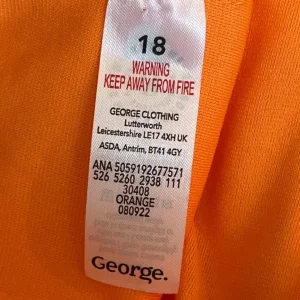 18
WARNING
KEEP AWAY FROM FIRE
GEORGE CLOTHING
Lutterworth
Leicestershire LE17 4XH UK
ASDA, Antrim, BT41 4GY
ANA 5059192677571
526 5260 2938 111
30408
ORANGE
080922
George.